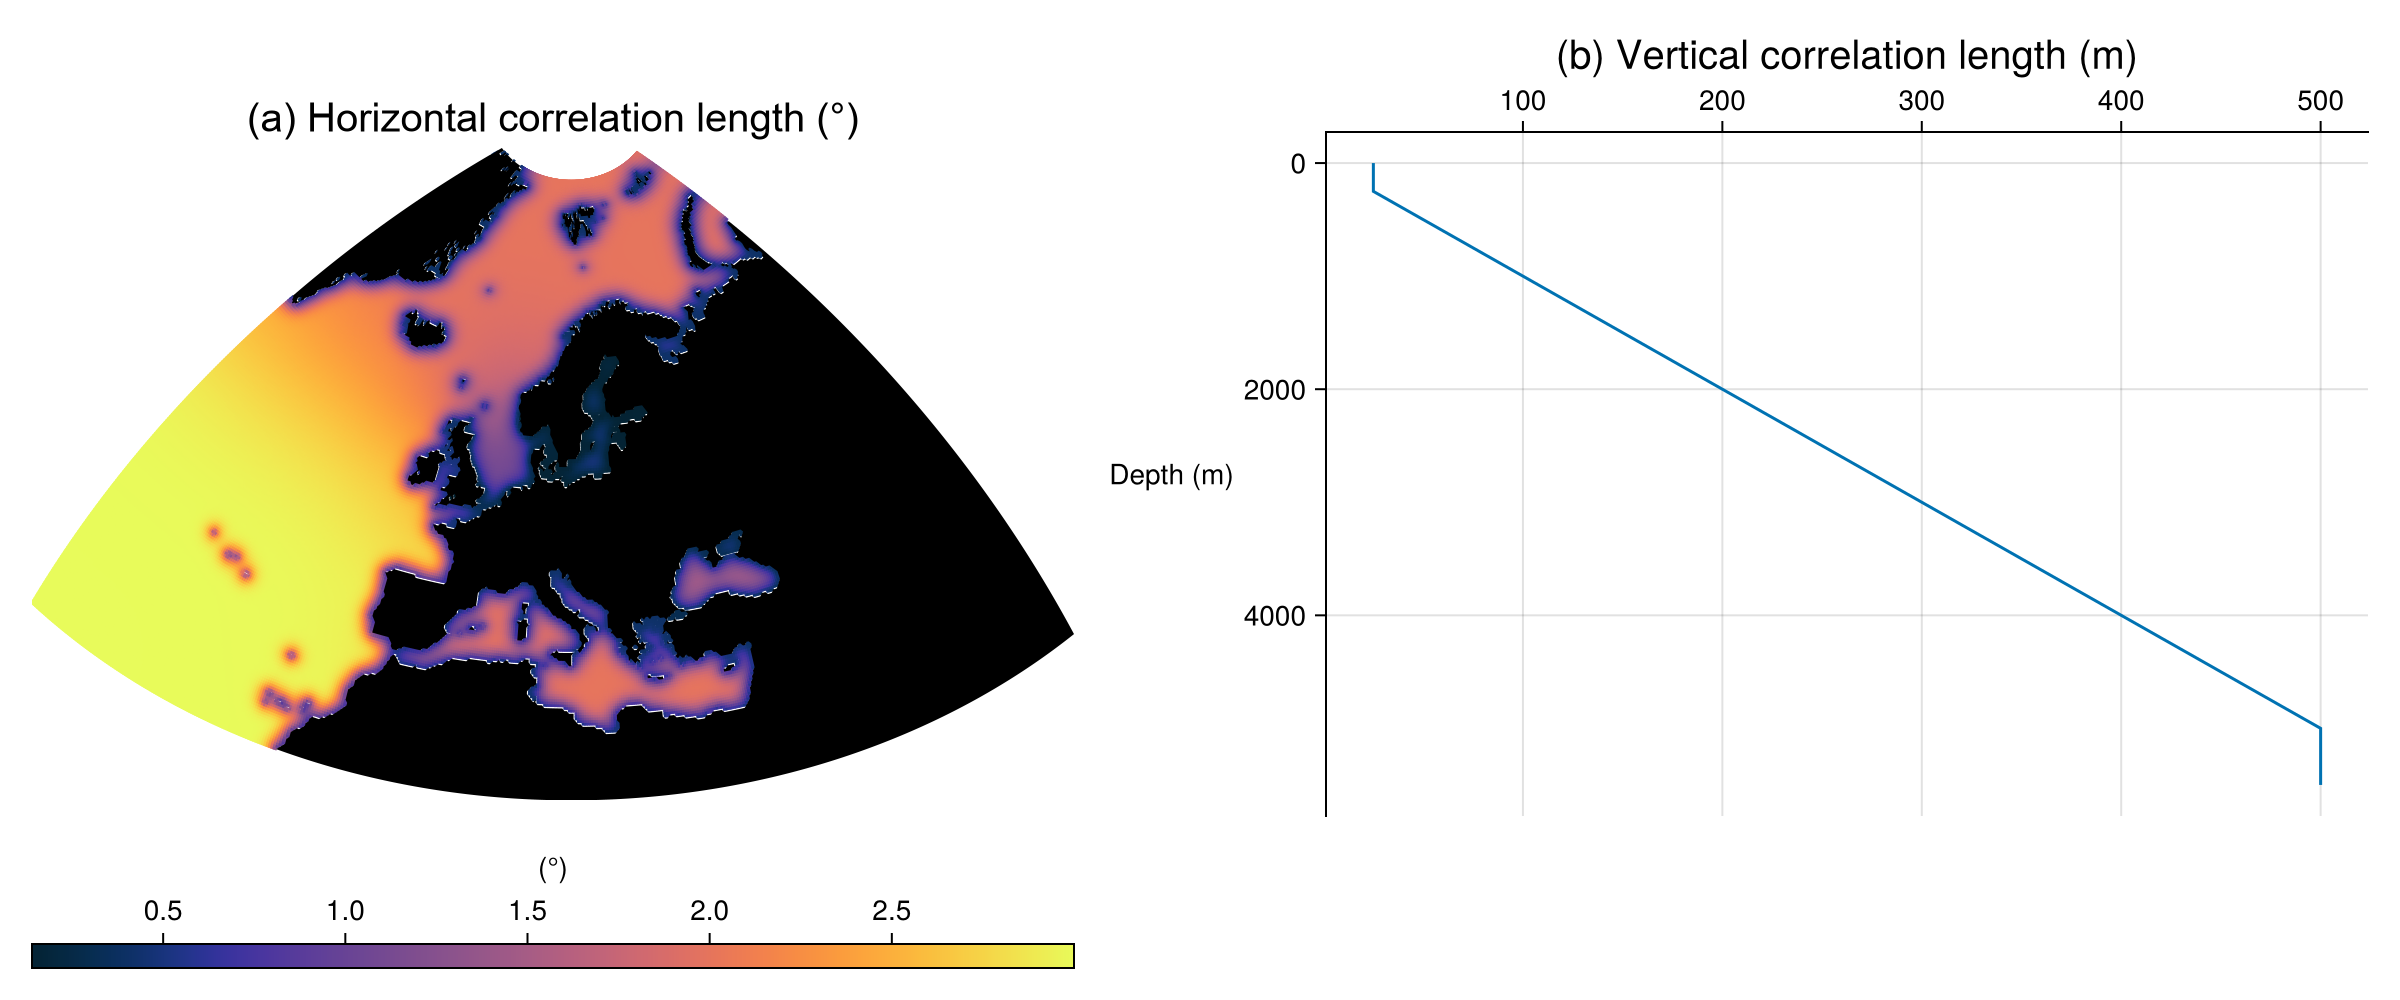 (a) Horizontal correlation length (°)
(°)
0.5 1.0 1.5 2.0 2.5
(b) Vertical correlation length (m)
100 200 300 400 500
0
2000
Depth (m)
4000